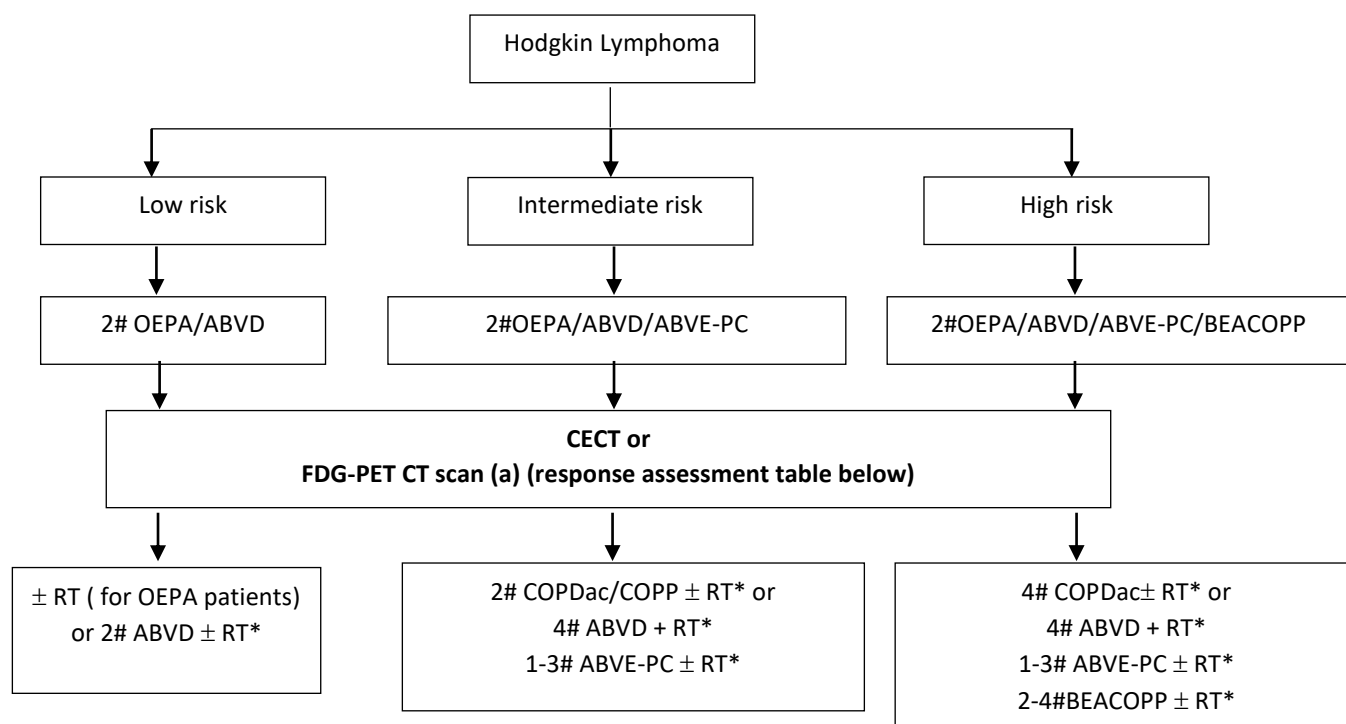 Hodgkin Lymphoma
Low risk
Intermediate risk
High risk
2# OEPA/ABVD
2#OEPA/ABVD/ABVE-PC
2#OEPA/ABVD/ABVE-PC/BEACOPP
CECT or
FDG-PET CT scan (a) (response assessment table below)
± RT ( for OEPA patients)
or 2# ABVD ± RT*
2# COPDac/COPP ± RT* or
4# ABVD + RT*
1-3# ABVE-PC ± RT*
4# COPDac± RT* or
4# ABVD + RT*
1-3# ABVE-PC ± RT*
2-4#BEACOPP ± RT*